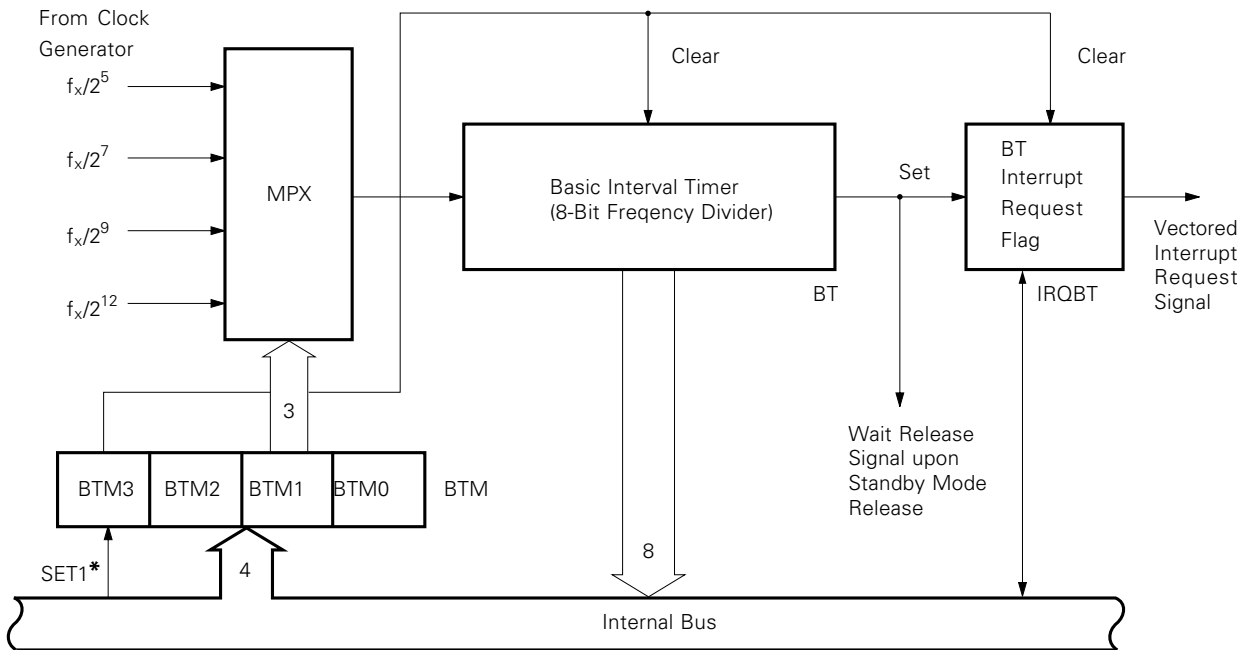 From Clock
Generator
fx/2^5
fx/2^7
fx/2^9
fx/2^12
MPX
Clear
Clear
Basic Interval Timer
(8-Bit Freqency Divider)
BT
Set
BT
Interrupt
Request
Flag
IRQBT
Vectored
Interrupt
Request
Signal
3
BTM3
BTM2
BTM1
BTM0
BTM
Wait Release
Signal upon
Standby Mode
Release
SET1*
4
8
Internal Bus